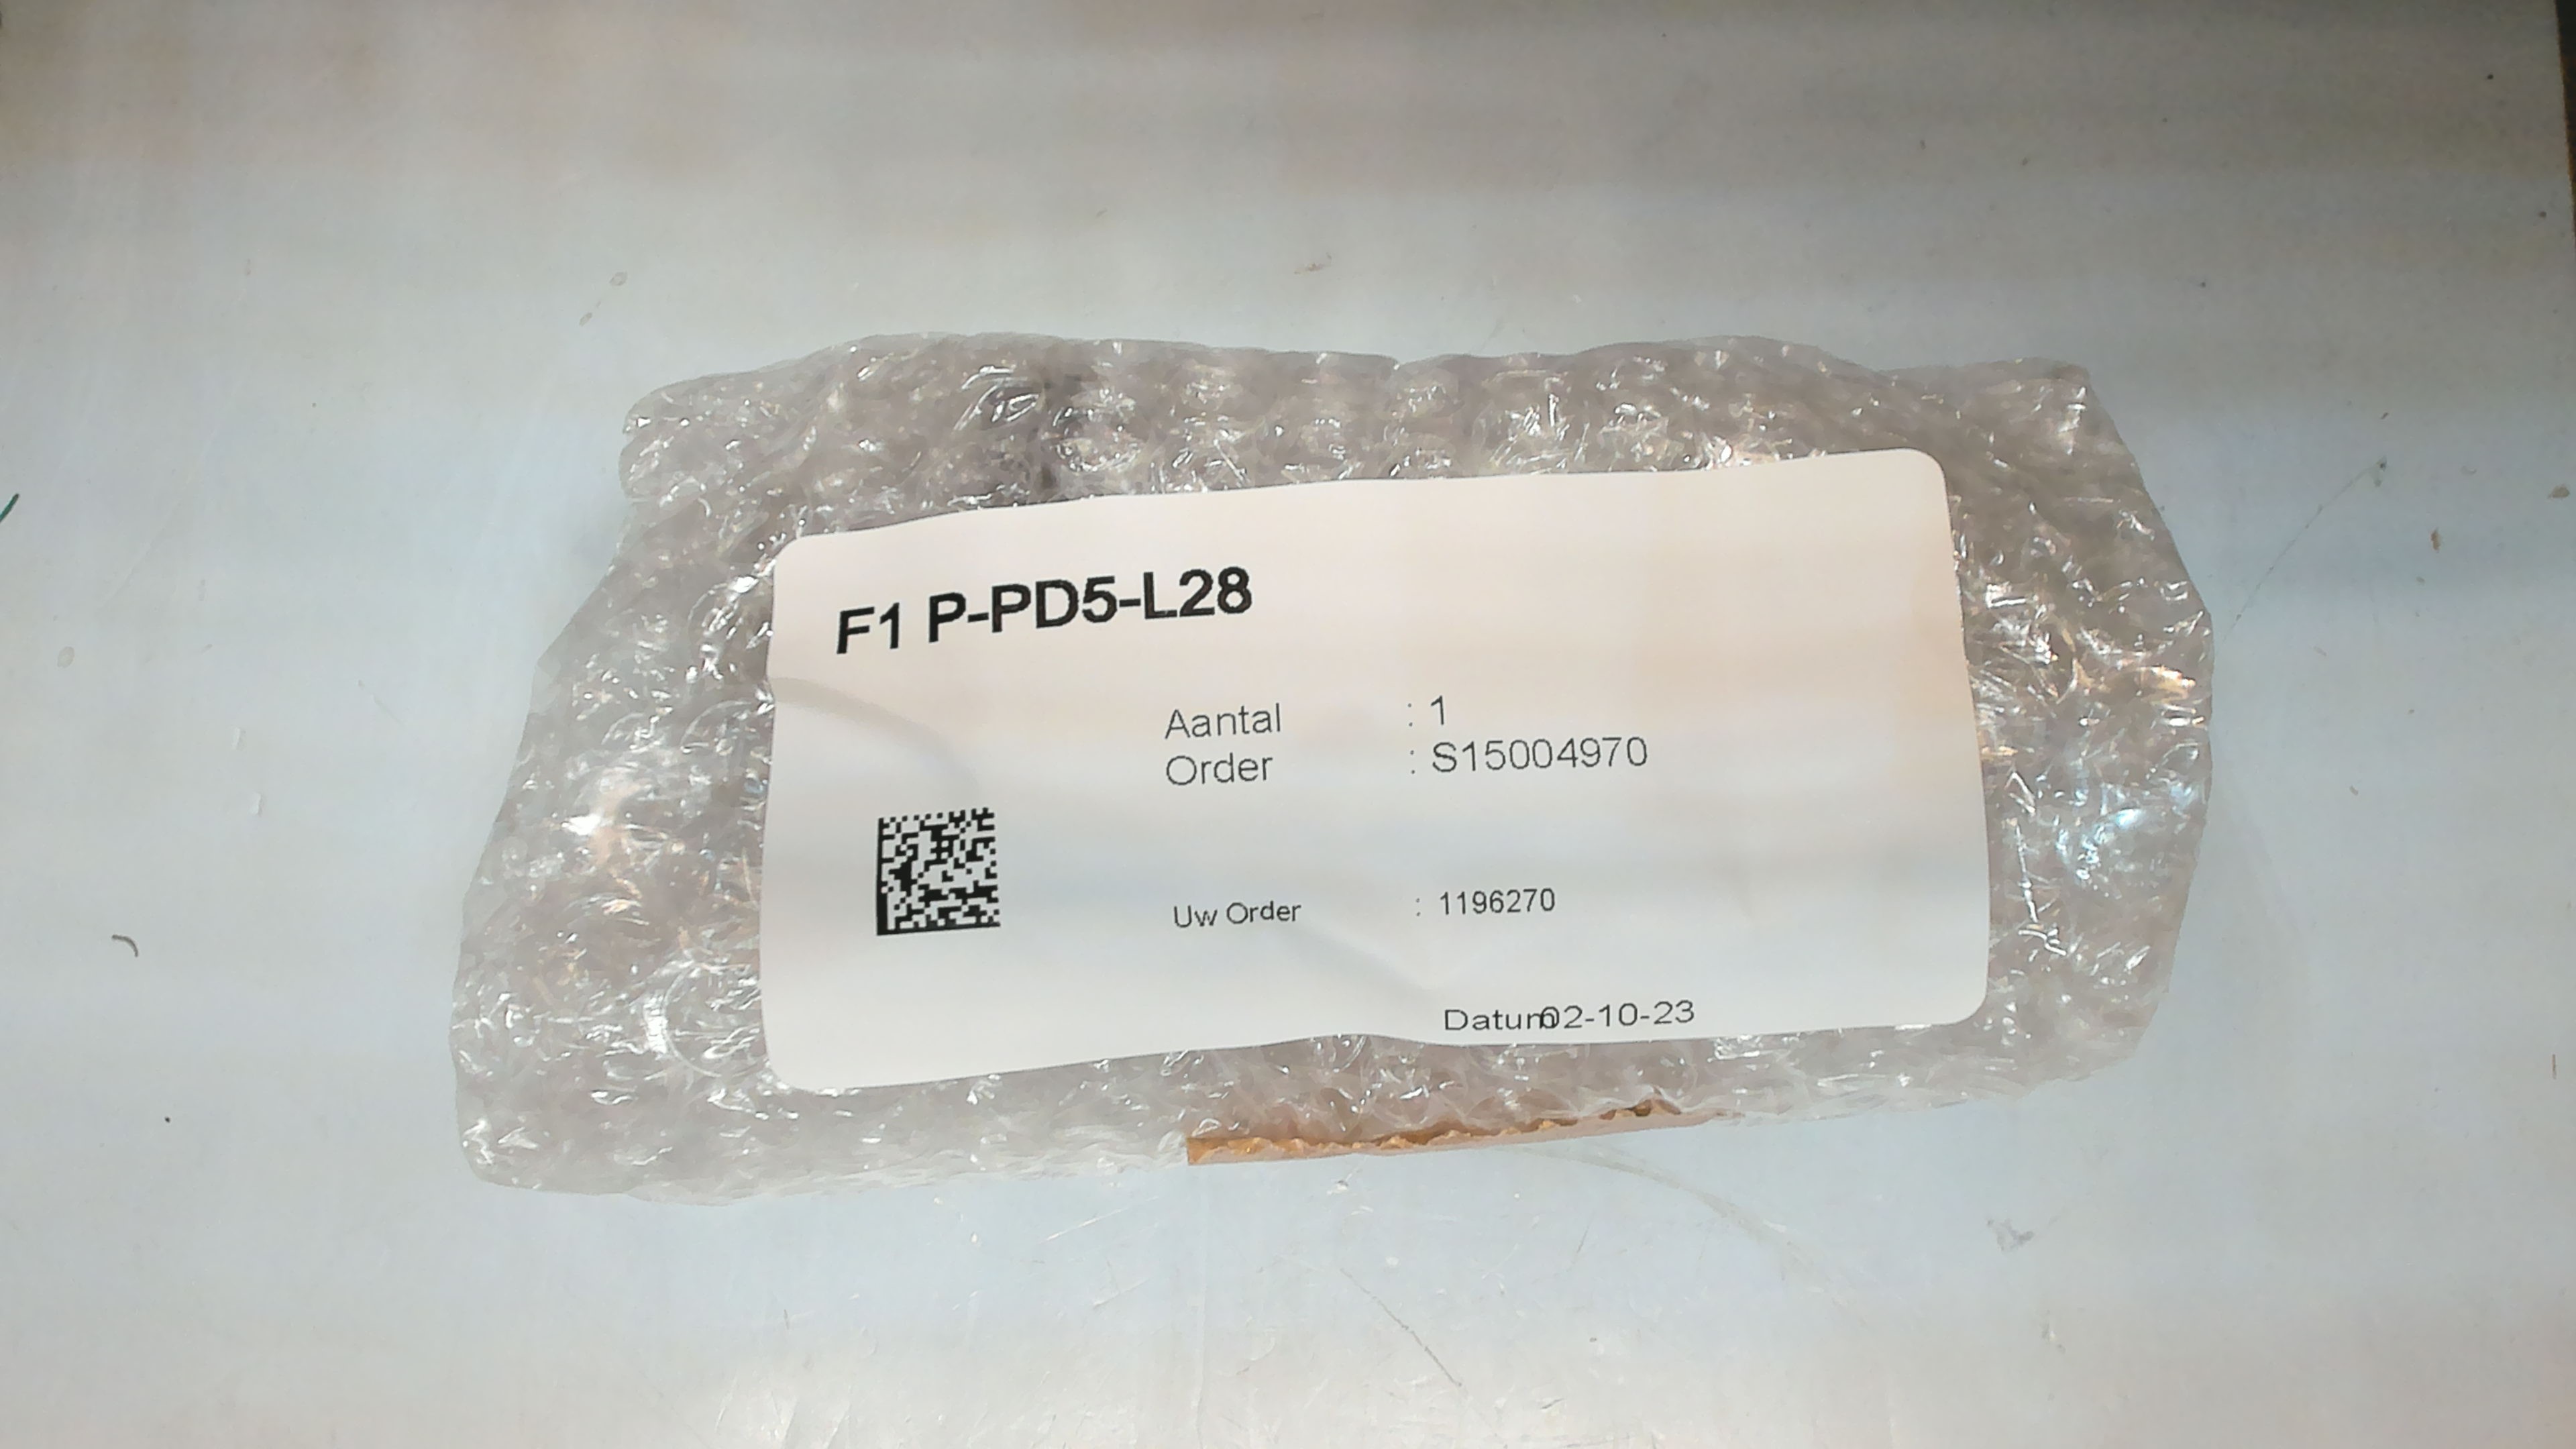 F1 P-PD5-L28
Aantal : 1
Order : S15004970
Uw Order : 1196270
Datum02-10-23